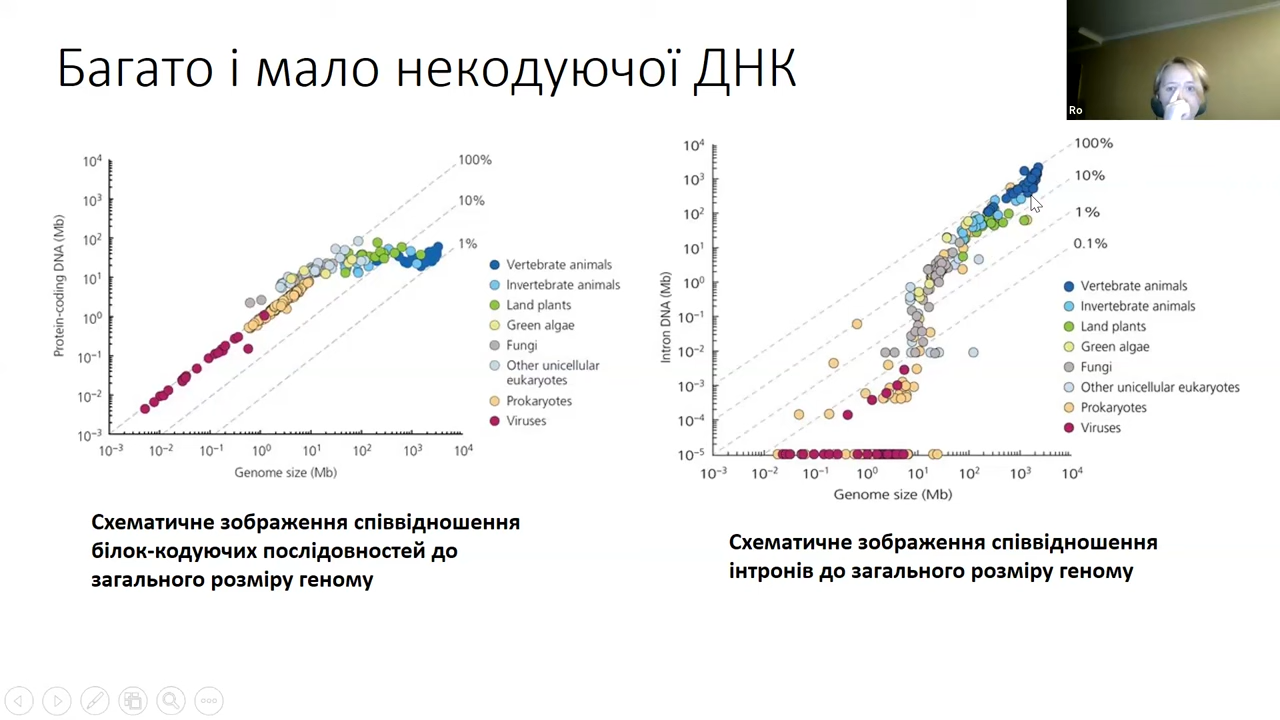 Багато і мало некодуючої ДНК
Ro
Protein-coding DNA (Mb)
10⁴
10³
10²
10¹
10⁰
10⁻¹
10⁻²
10⁻³
10⁻³
10⁻²
10⁻¹
10⁰
10¹
10²
10³
10⁴
Genome size (Mb)
100%
10%
1%
Vertebrate animals
Invertebrate animals
Land plants
Green algae
Fungi
Other unicellular
eukaryotes
Prokaryotes
Viruses
Схематичне зображення співвідношення
білок-кодуючих послідовностей до
загального розміру геному
Intron DNA (Mb)
10⁴
10³
10²
10¹
10⁰
10⁻¹
10⁻²
10⁻³
10⁻⁴
10⁻⁵
10⁻³
10⁻²
10⁻¹
10⁰
10¹
10²
10³
10⁴
Genome size (Mb)
100%
10%
1%
0.1%
Vertebrate animals
Invertebrate animals
Land plants
Green algae
Fungi
Other unicellular eukaryotes
Prokaryotes
Viruses
Схематичне зображення співвідношення
інтронів до загального розміру геному